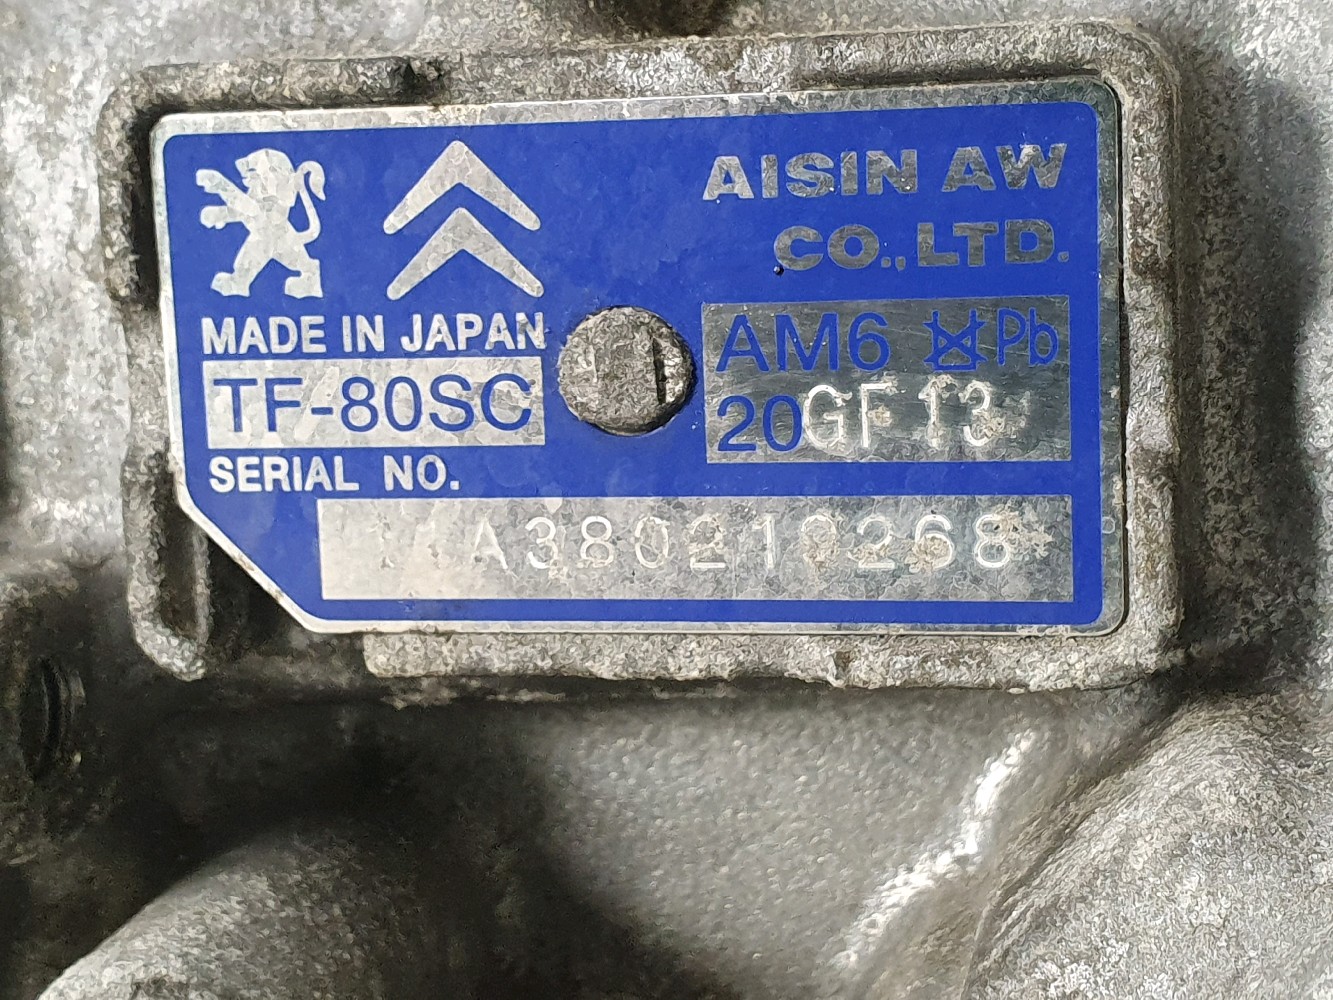 AISIN AW
CO.,LTD.
MADE IN JAPAN
TF-80SC
AM6 Pb
20GF13
SERIAL NO.